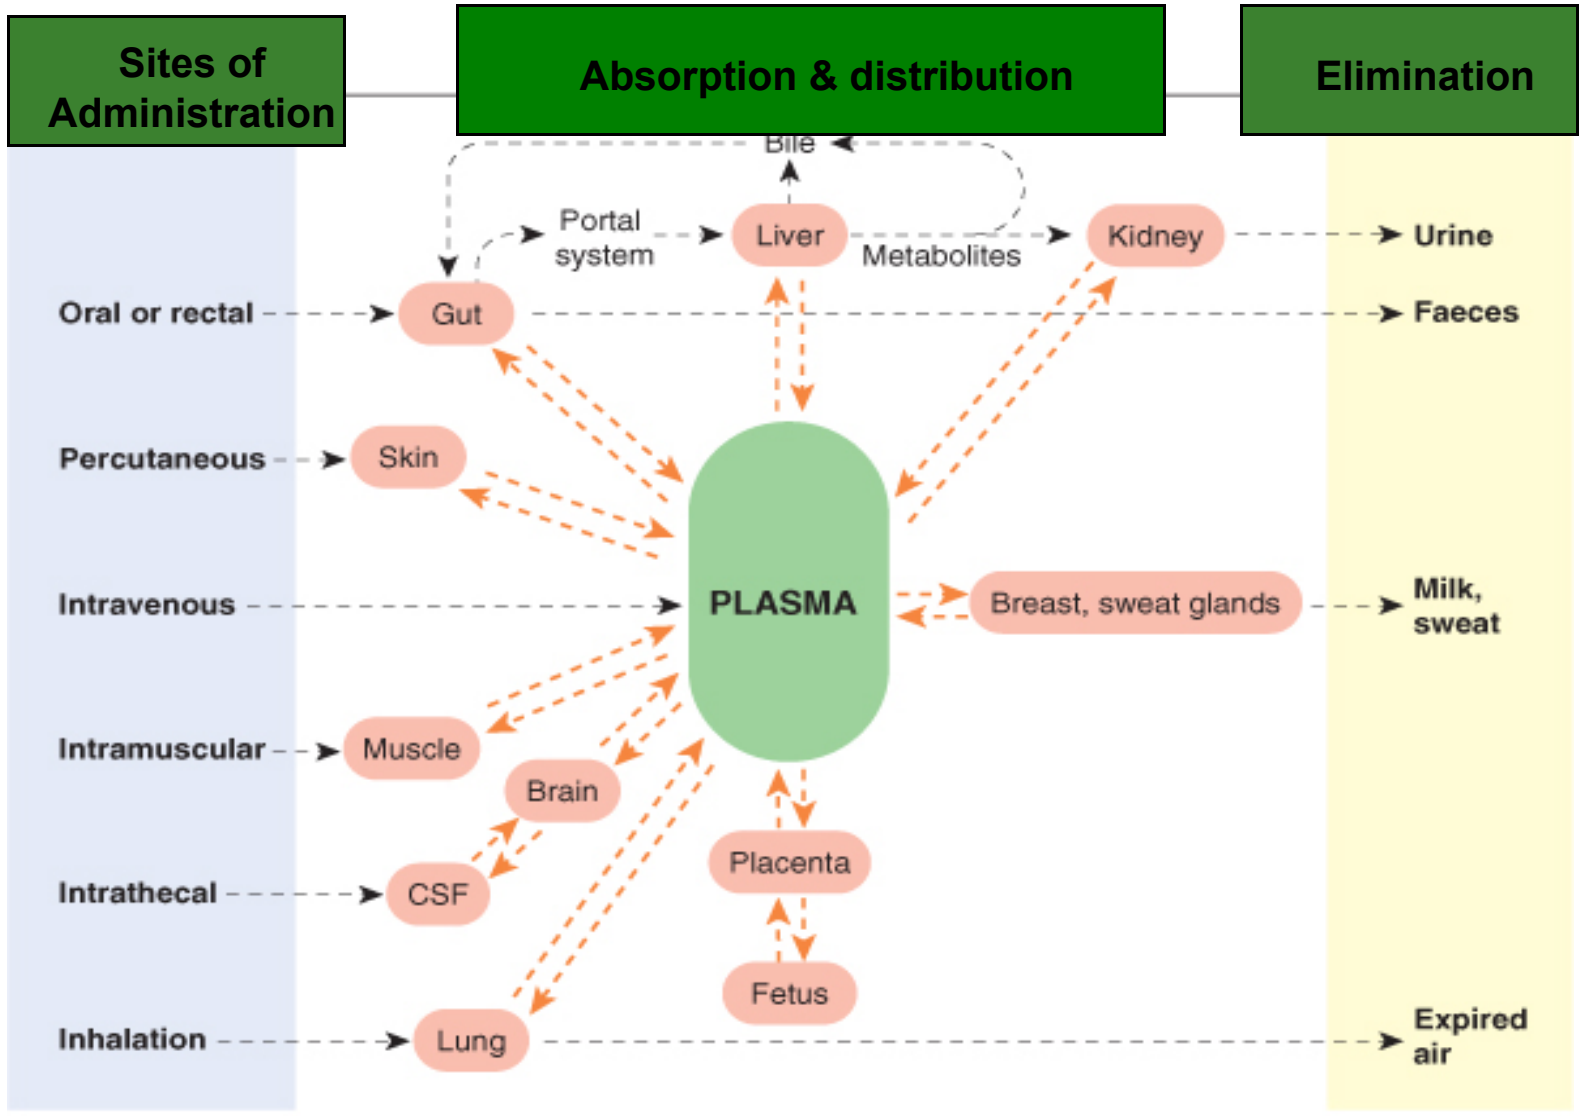 Sites of
Administration
Absorption & distribution
Elimination
Bile
Portal
system
Liver
Metabolites
Kidney
Urine
Oral or rectal
Gut
Faeces
Percutaneous
Skin
Intravenous
PLASMA
Breast, sweat glands
Milk,
sweat
Intramuscular
Muscle
Brain
Placenta
Intrathecal
CSF
Fetus
Inhalation
Lung
Expired
air